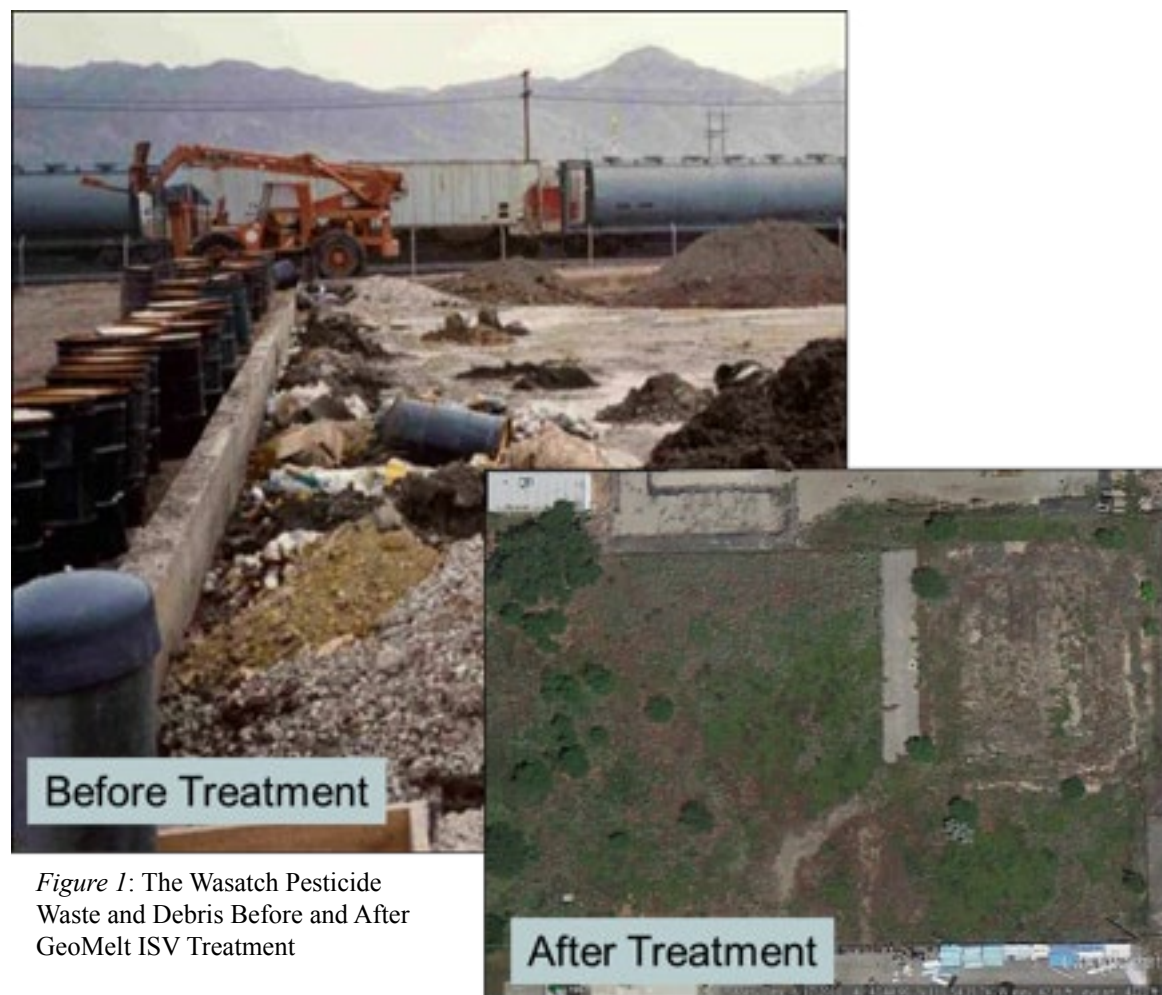 Before Treatment
Figure 1: The Wasatch Pesticide
Waste and Debris Before and After
GeoMelt ISV Treatment
After Treatment